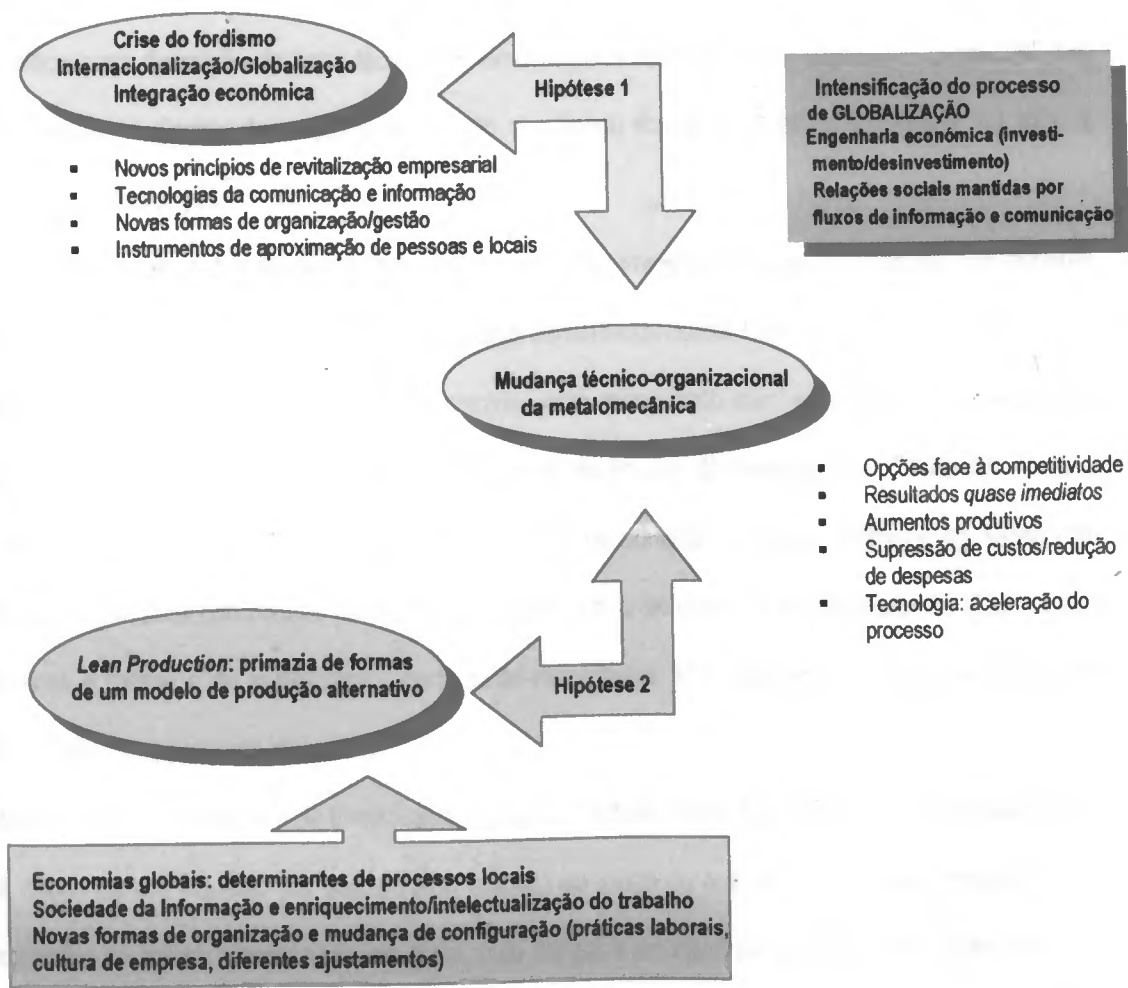 Crise do fordismo
Internacionalização/Globalização
Integração económica
Hipótese 1
Intensificação do processo
de GLOBALIZAÇÃO
Engenharia económica (investi-
mento/desinvestimento)
Relações sociais mantidas por
fluxos de informação e comunicação
▪ Novos princípios de revitalização empresarial
▪ Tecnologias da comunicação e informação
▪ Novas formas de organização/gestão
▪ Instrumentos de aproximação de pessoas e locais
Mudança técnico-organizacional
da metalomecânica
▪ Opções face à competitividade
▪ Resultados quase imediatos
▪ Aumentos produtivos
▪ Supressão de custos/redução
de despesas
▪ Tecnologia: aceleração do
processo
Lean Production: primazia de formas
de um modelo de produção alternativo
Hipótese 2
Economias globais: determinantes de processos locais
Sociedade da Informação e enriquecimento/intelectualização do trabalho
Novas formas de organização e mudança de configuração (práticas laborais,
cultura de empresa, diferentes ajustamentos)